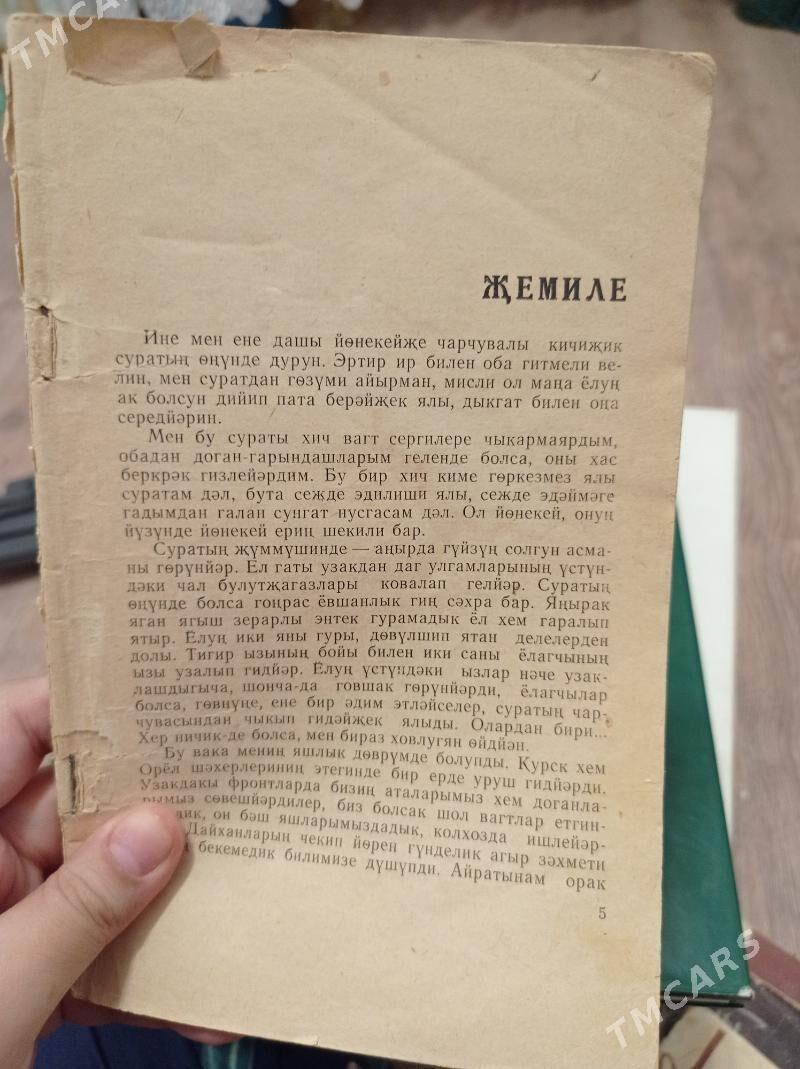 TMCARS
ҖЕМИЛЕ
Ине мен ене дашы йөнекейҗе чарчувалы кичиҗик
суратың өңүнде дурун. Эртир ир билен оба гитмели ве-
лин, мен суратдан гөзүми айырман, мисли ол маңа ёлуң
ак болсун дийип пата берәйҗек ялы, дыкгат билен оңа
середйәрин.
Мен бу сураты хич вагт сергилере чыкармаярдым,
обадан доган-гарындашларым геленде болса, оны хас
беркрәк гизлейәрдим. Бу бир хич киме гөркезмез ялы
суратам дәл, бута сежде эдилиши ялы, сежде эдәймәге
гадымдан галан сунгат нусгасам дәл. Ол йөнекей, онуң
йүзүнде йөнекей ериң шекили бар.
Суратың җүммүшинде — аңырда гүйзүң солгун асма-
ны гөрүнйәр. Ел гаты узакдан даг улгамларының үстүн-
дәки чал булутҗагазлары ковалап гелйәр. Суратың
өңүнде болса гоңрас ёвшанлык гиң сәхра бар. Яңырак
яган ягыш зерарлы энтек гурамадык ёл хем гаралып
ятыр. Ёлуң ики яны гуры, дөвүлшип ятан делелерден
долы. Тигир ызының бойы билен ики саны ёлагчының
ызы узалып гидйәр. Ёлуң үстүндәки ызлар нәче узак-
лашдыгыча, шонча-да говшак гөрүнйәрди, ёлагчылар
болса, гөвнүңе, ене бир әдим этләйселер, суратың чар-
чувасындан чыкып гидәйҗек ялыды. Олардан бири...
Хер ничик-де болса, мен бираз ховлугян өйдйән.
Бу вака мениң яшлык дөврүмде болупды. Курск хем
Орёл шәхерлериниң этегинде бир ерде уруш гидйәрди.
Узакдакы фронтларда бизиң аталарымыз хем доганла-
рымыз сөвешйәрдилер, биз болсак шол вагтлар етгин-
дик, он бәш яшларымыздадык, колхозда ишлейәр-
Дайханларың чекип йөрен гүнделик агыр зәхмети
бекемедик билимизе дүшүпди. Айратынам орак
5
TMCARS